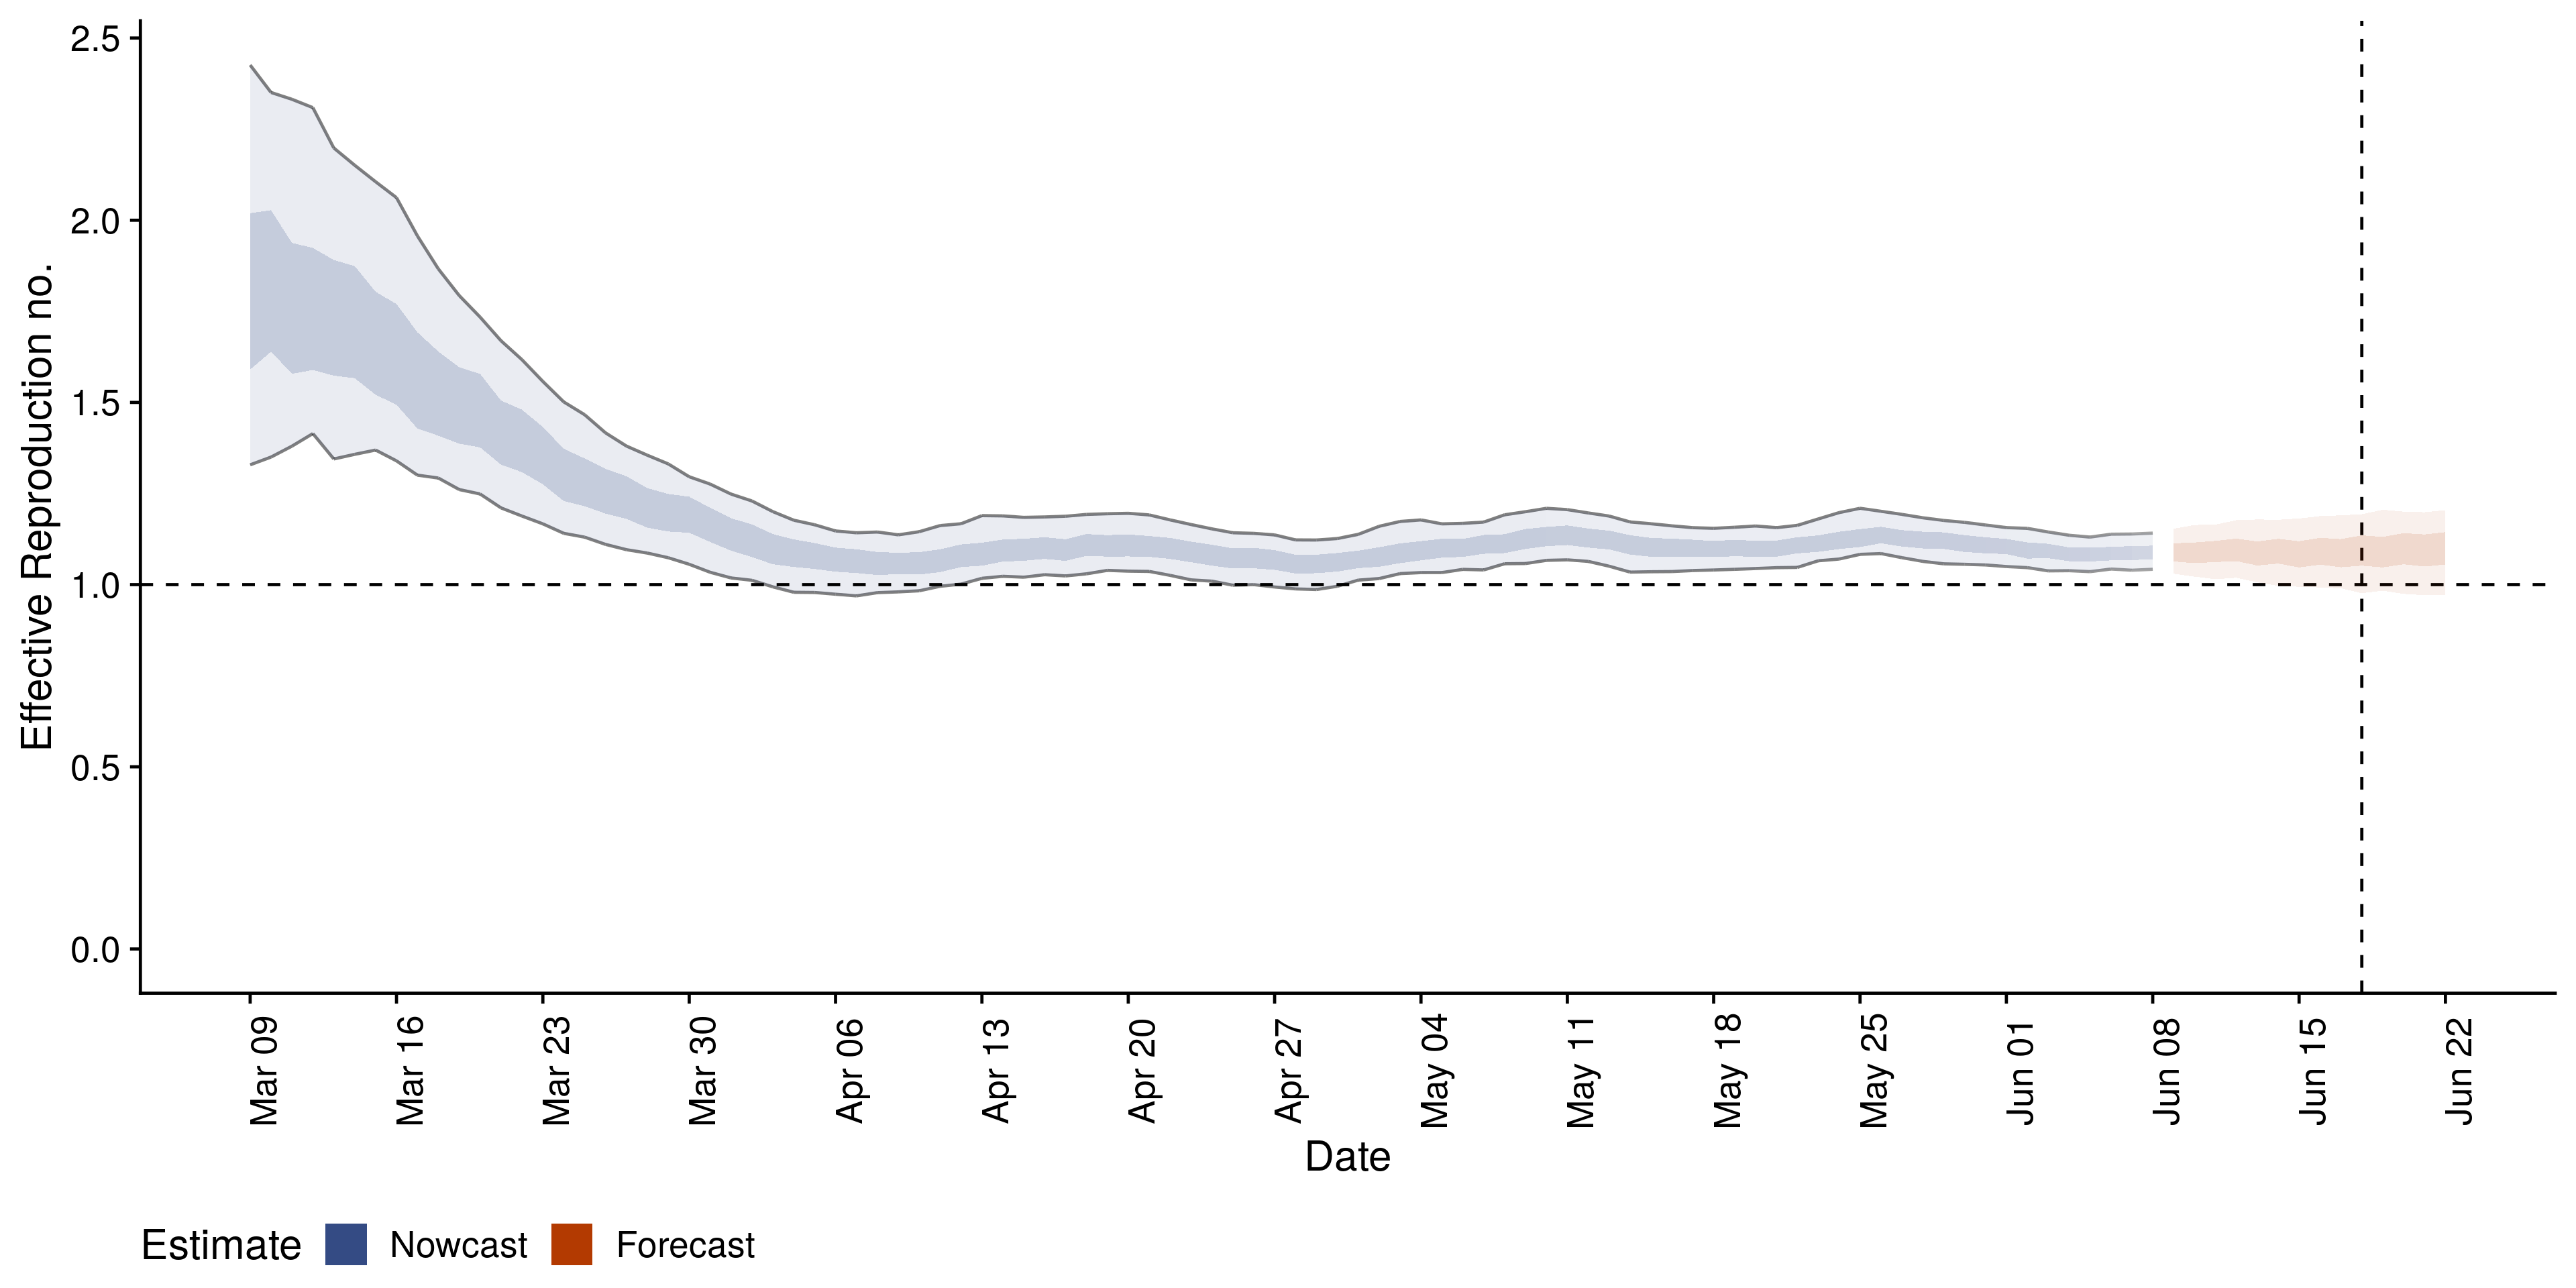 Effective Reproduction no.
2.5
2.0
1.5
1.0
0.5
0.0
Mar 09
Mar 16
Mar 23
Mar 30
Apr 06
Apr 13
Apr 20
Apr 27
May 04
May 11
May 18
May 25
Jun 01
Jun 08
Jun 15
Jun 22
Date
Estimate Nowcast Forecast